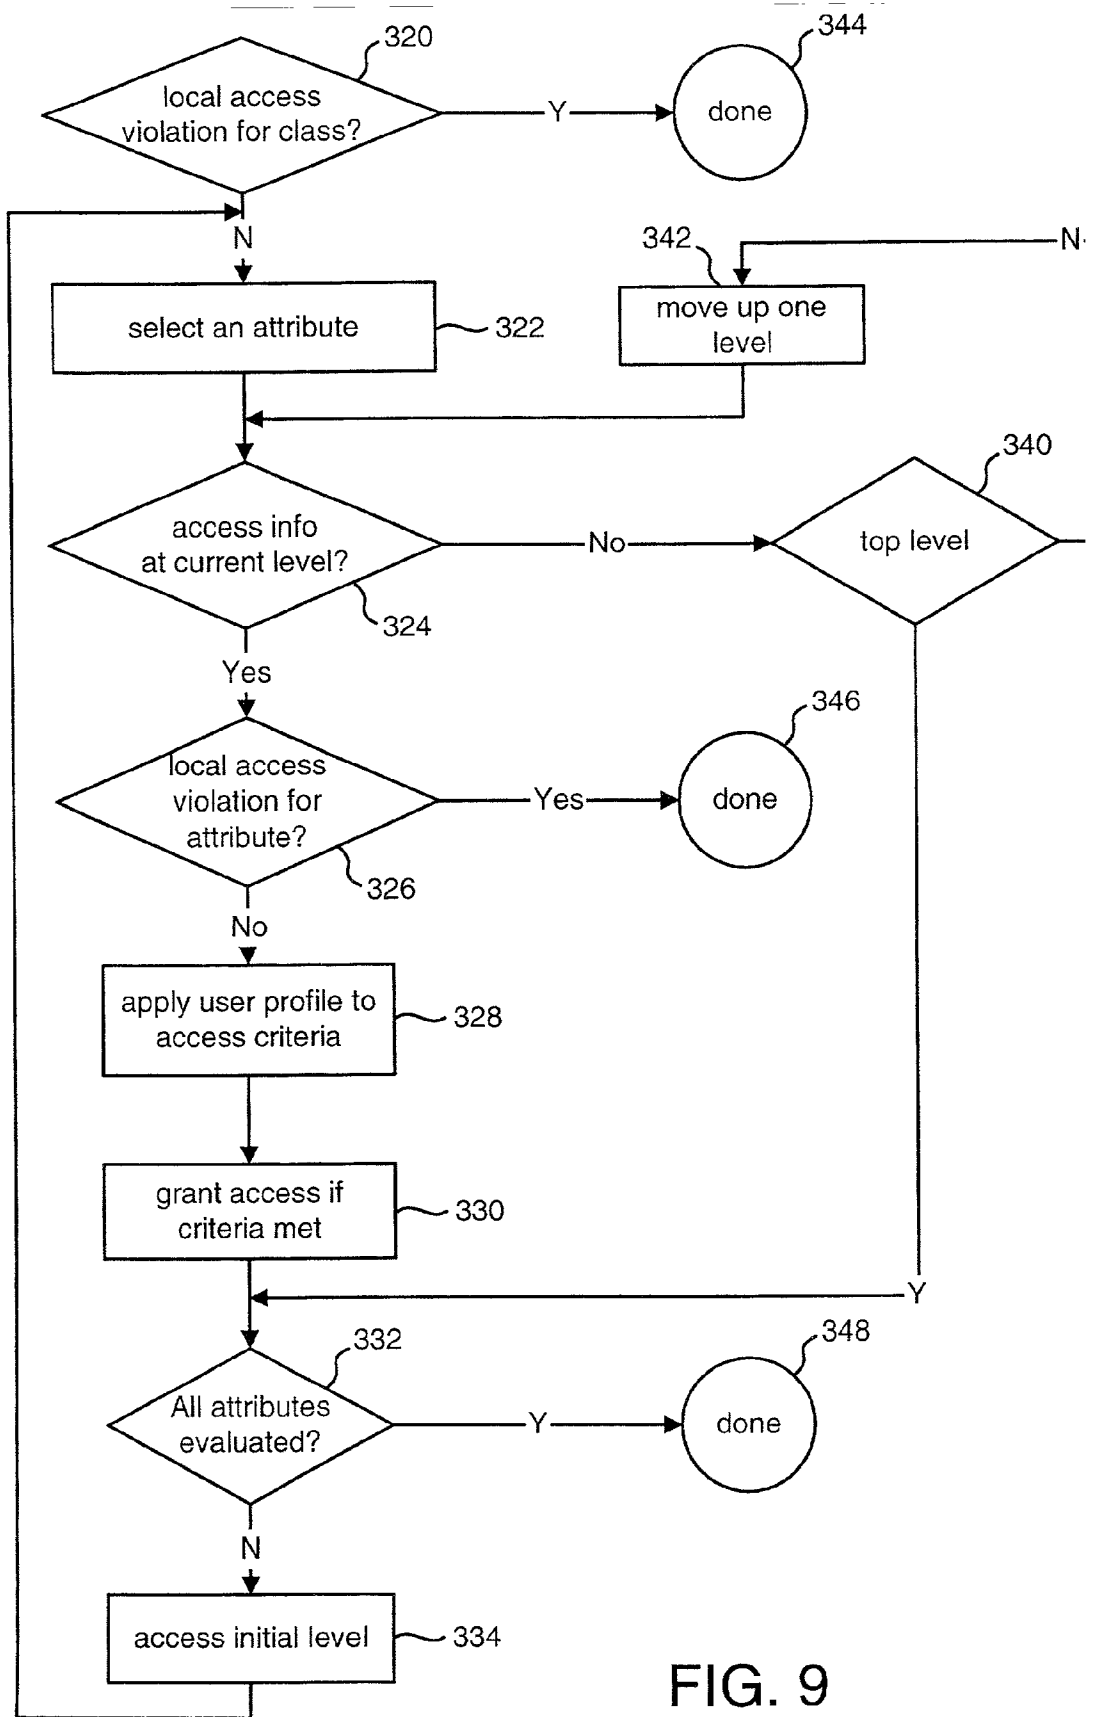 320
local access
violation for class?
Y
344
done
N
342
N
select an attribute
322
move up one
level
340
access info
at current level?
No
top level
324
Yes
346
local access
violation for
attribute?
Yes
done
326
No
apply user profile to
access criteria
328
grant access if
criteria met
330
Y
332
348
All attributes
evaluated?
Y
done
N
access initial level
334
FIG. 9